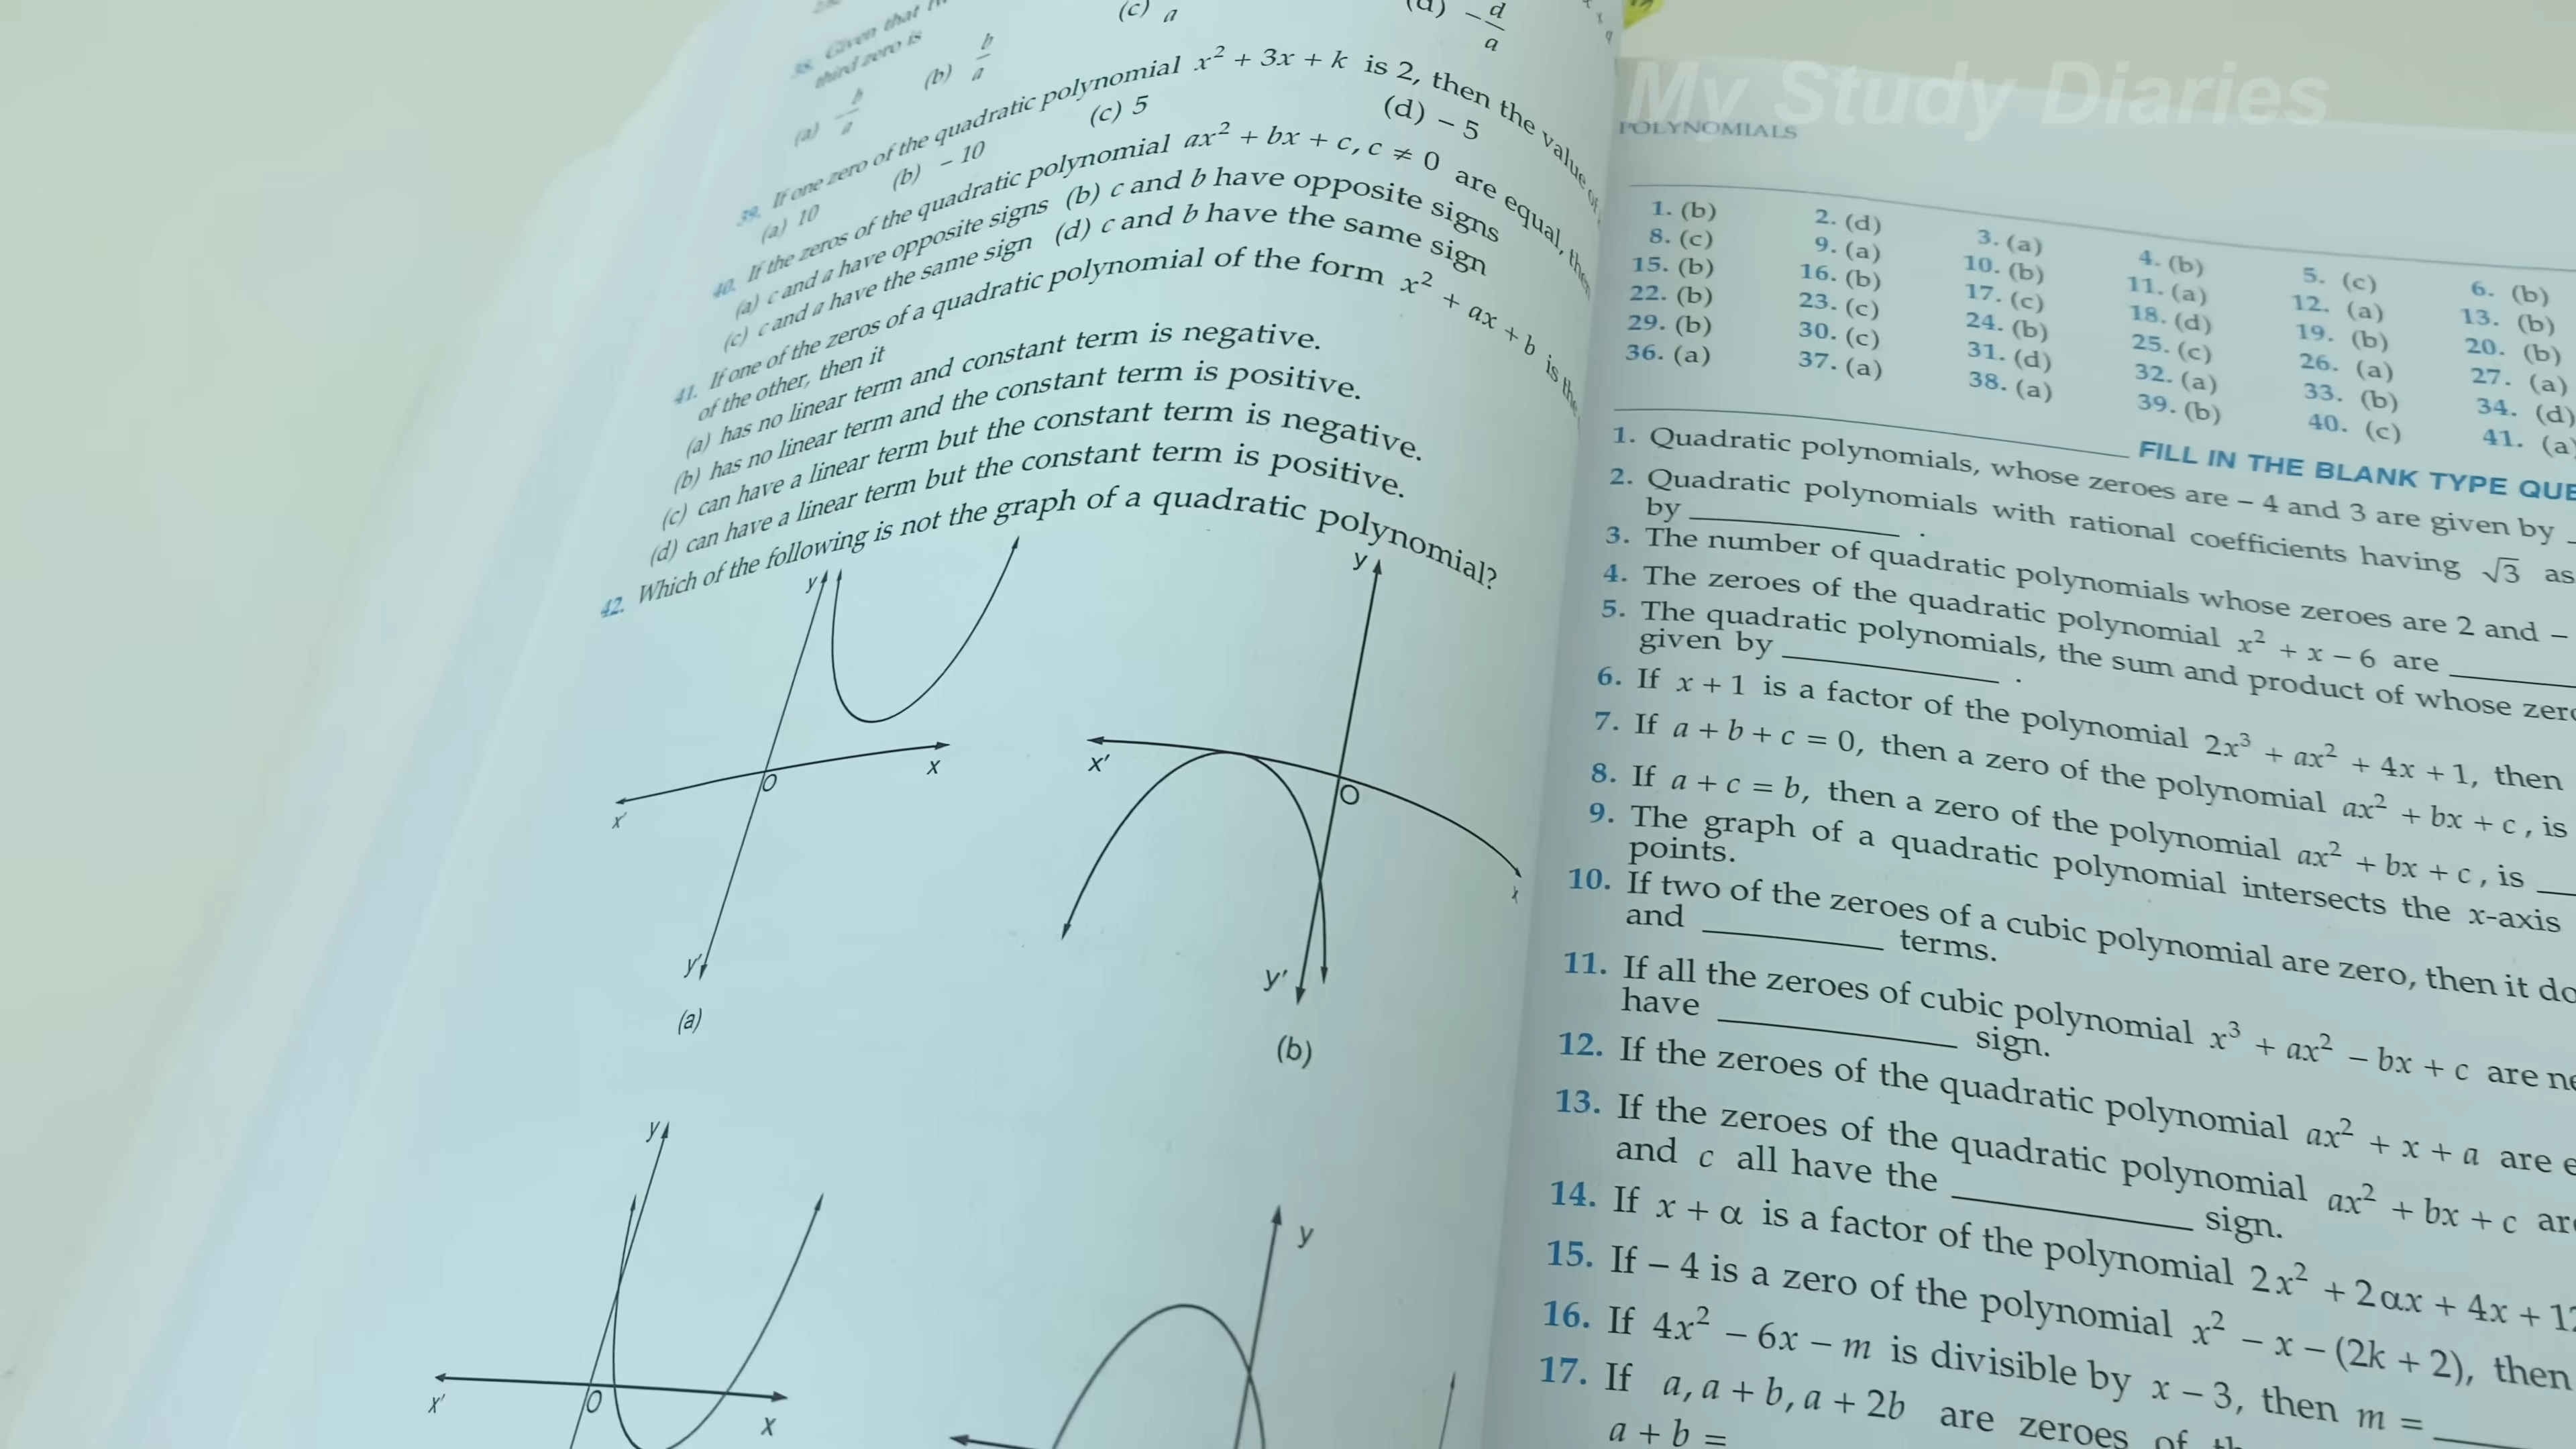 38. Given that
third zero is
(a) -b/a
(b) b/a
(c) a
(d) -d/a
39. If one zero of the quadratic polynomial x² + 3x + k is 2, then the value of
(a) 10 (b) – 10 (c) 5 (d) – 5
40. If the zeros of the quadratic polynomial ax² + bx + c, c ≠ 0 are equal, then
(a) c and a have opposite signs (b) c and b have opposite signs
(c) c and a have the same sign (d) c and b have the same sign
41. If one of the zeros of a quadratic polynomial of the form x² + ax + b is the
of the other, then it
(a) has no linear term and constant term is negative.
(b) has no linear term and the constant term is positive.
(c) can have a linear term but the constant term is negative.
(d) can have a linear term but the constant term is positive.
42. Which of the following is not the graph of a quadratic polynomial?
y
x'
O
x
y'
(a)
y
x'
O
x
y'
(b)
y
x'
O
x
y
My Study Diaries
POLYNOMIALS
1. (b) 2. (d) 3. (a) 4. (b) 5. (c) 6. (b)
8. (c) 9. (a) 10. (b) 11. (a) 12. (a) 13. (b)
15. (b) 16. (b) 17. (c) 18. (d) 19. (b) 20. (b)
22. (b) 23. (c) 24. (b) 25. (c) 26. (a) 27. (a)
29. (b) 30. (c) 31. (d) 32. (a) 33. (b) 34. (d)
36. (a) 37. (a) 38. (a) 39. (b) 40. (c) 41. (a)
FILL IN THE BLANK TYPE QUE
1. Quadratic polynomials, whose zeroes are – 4 and 3 are given by
2. Quadratic polynomials with rational coefficients having √3 as
by ________ .
3. The number of quadratic polynomials whose zeroes are 2 and –
4. The zeroes of the quadratic polynomial x² + x – 6 are ________
5. The quadratic polynomials, the sum and product of whose zero
given by ________ .
6. If x + 1 is a factor of the polynomial 2x³ + ax² + 4x + 1, then
7. If a + b + c = 0, then a zero of the polynomial ax² + bx + c , is
8. If a + c = b, then a zero of the polynomial ax² + bx + c , is ____
9. The graph of a quadratic polynomial intersects the x-axis
points.
10. If two of the zeroes of a cubic polynomial are zero, then it do
and ________ terms.
11. If all the zeroes of cubic polynomial x³ + ax² – bx + c are ne
have ________ sign.
12. If the zeroes of the quadratic polynomial ax² + x + a are e
13. If the zeroes of the quadratic polynomial ax² + bx + c are
and c all have the ________ sign.
14. If x + α is a factor of the polynomial 2x² + 2αx + 4x + 12
15. If – 4 is a zero of the polynomial x² – x – (2k + 2), then
16. If 4x² – 6x – m is divisible by x – 3, then m = ____
17. If a, a + b, a + 2b are zeroes of
a + b =